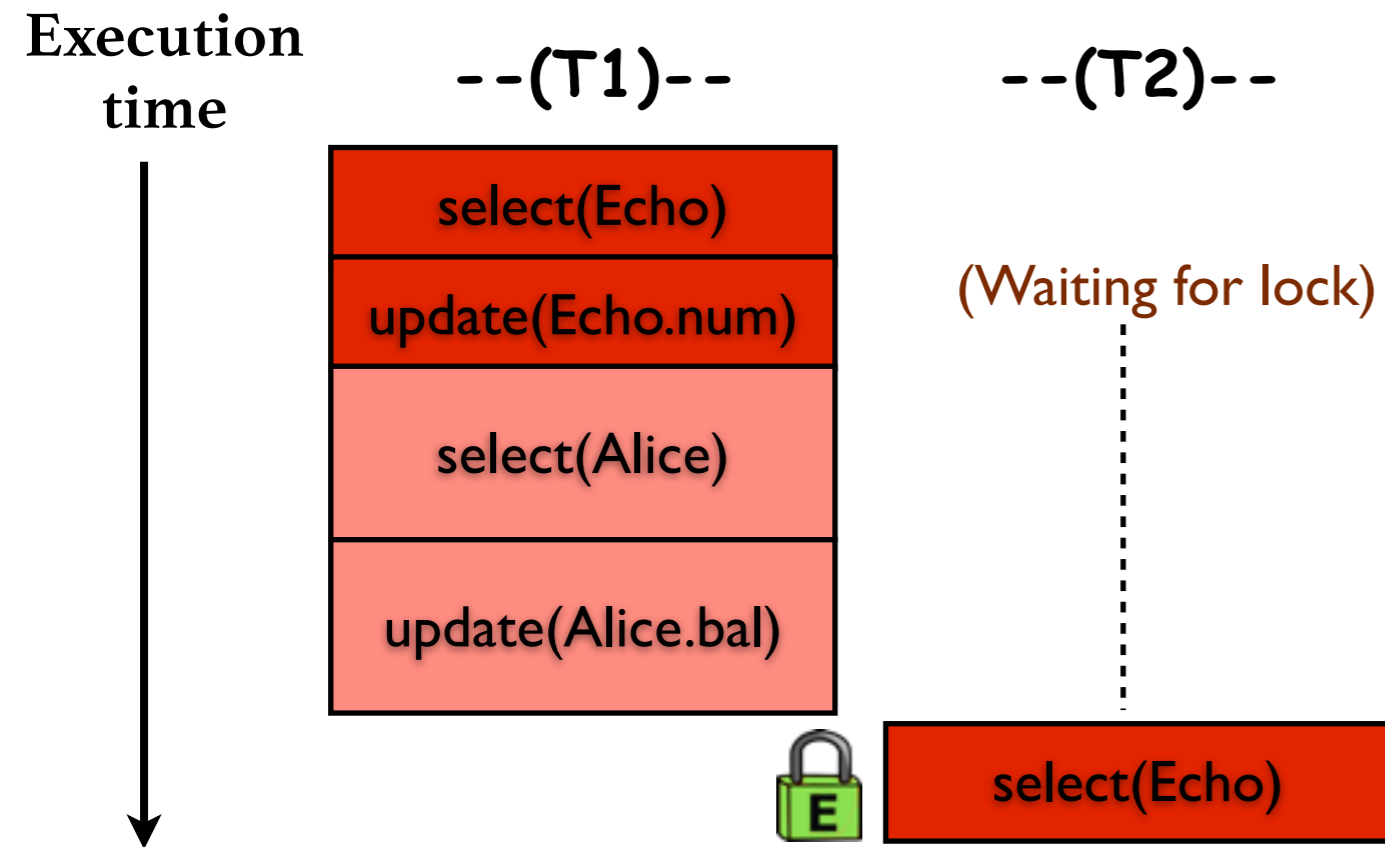 Execution
time
--(T1)--
--(T2)--
select(Echo)
update(Echo.num)
(Waiting for lock)
select(Alice)
update(Alice.bal)
E
select(Echo)